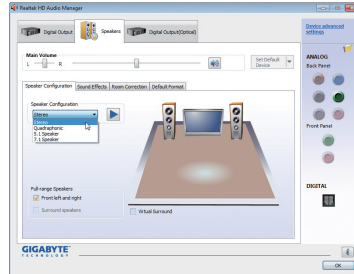 Realtek HD Audio Manager
Digital Output
Speakers
Digital Output(Optical)
Device advanced settings
Main Volume
L
R
Set Default Device
ANALOG
Back Panel
Speaker Configuration
Sound Effects
Room Correction
Default Format
Speaker Configuration
Stereo
Stereo
Quadraphonic
5.1 Speaker
7.1 Speaker
Front Panel
DIGITAL
Full-range Speakers
Front left and right
Surround speakers
Virtual Surround
GIGABYTE
TECHNOLOGY
OK